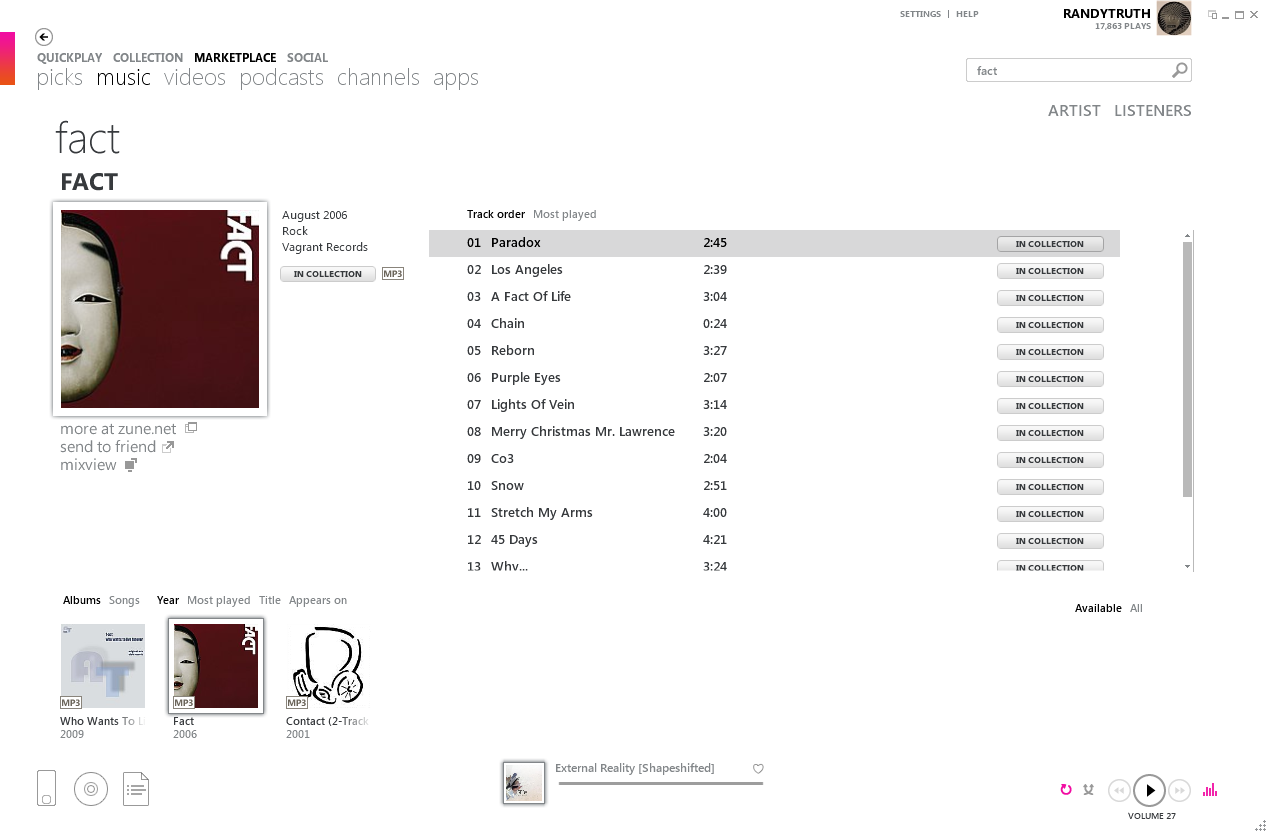 SETTINGS | HELP
RANDYTRUTH
17,863 PLAYS
QUICKPLAY COLLECTION MARKETPLACE SOCIAL
picks music videos podcasts channels apps
fact
ARTIST LISTENERS
fact
FACT
FACT
August 2006
Rock
Vagrant Records
IN COLLECTION MP3
more at zune.net
send to friend
mixview
Track order Most played
01 Paradox 2:45 IN COLLECTION
02 Los Angeles 2:39 IN COLLECTION
03 A Fact Of Life 3:04 IN COLLECTION
04 Chain 0:24 IN COLLECTION
05 Reborn 3:27 IN COLLECTION
06 Purple Eyes 2:07 IN COLLECTION
07 Lights Of Vein 3:14 IN COLLECTION
08 Merry Christmas Mr. Lawrence 3:20 IN COLLECTION
09 Co3 2:04 IN COLLECTION
10 Snow 2:51 IN COLLECTION
11 Stretch My Arms 4:00 IN COLLECTION
12 45 Days 4:21 IN COLLECTION
13 Why... 3:24 IN COLLECTION
Albums Songs Year Most played Title Appears on
Available All
FACT
MP3 MP3 MP3
Who Wants To Li Fact Contact (2-Track
2009 2006 2001
External Reality [Shapeshifted]
VOLUME 27